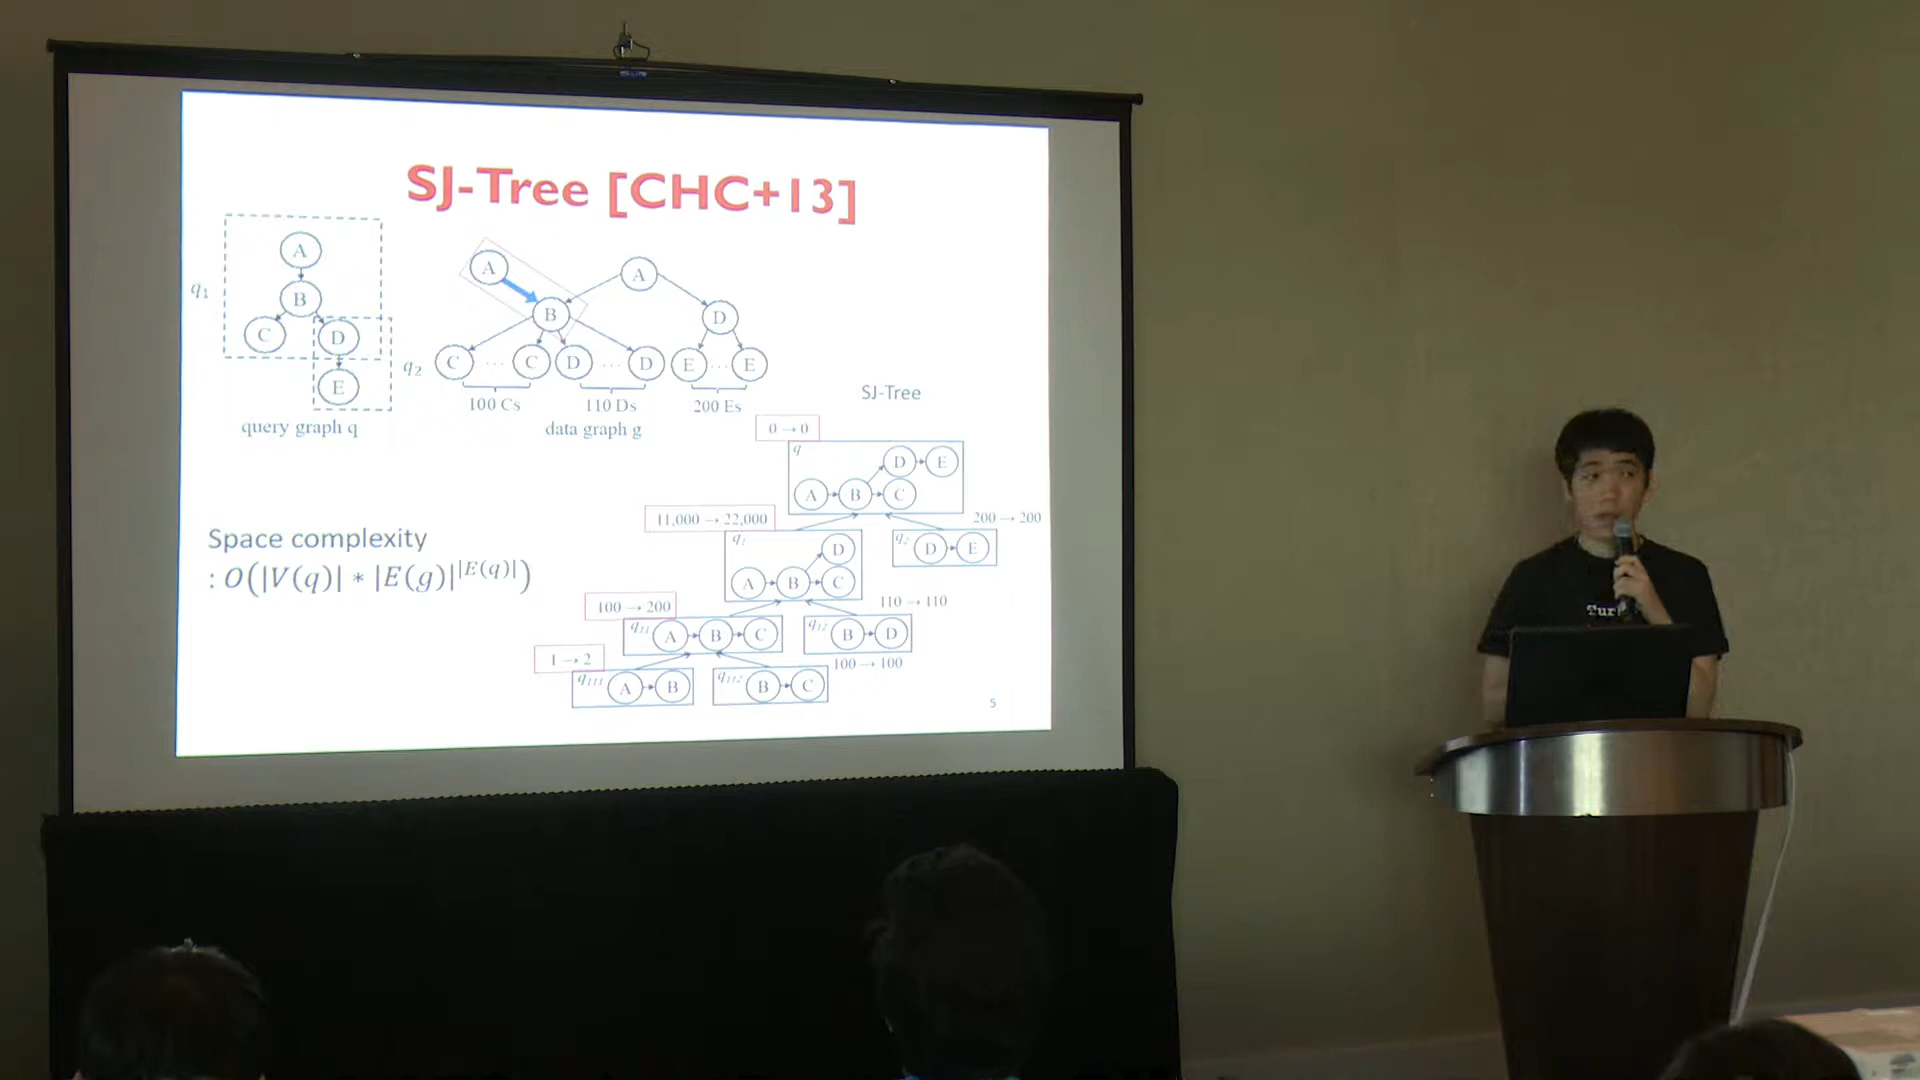 SJ-Tree [CHC+13]
q1
A
B
C
D
E
q2
query graph q
A
A
B
D
C ... C D ... D E ... E
100 Cs
110 Ds
200 Es
data graph g
SJ-Tree
0 → 0
q
D E
A B C
11,000 → 22,000
200 → 200
q1
D
A B C
q2 D E
100 → 200
110 → 110
q11 A B C
q12 B D
1 → 2
100 → 100
q111 A B
q112 B C
Space complexity
: O(|V(q)| * |E(g)|^|E(q)|)
5